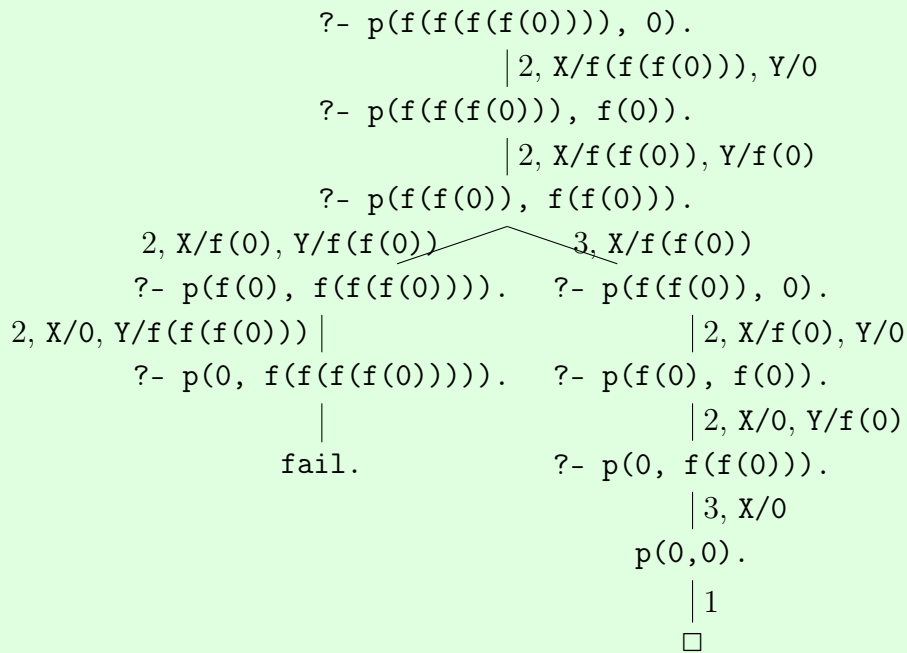 ?- p(f(f(f(f(0)))), 0).
2, X/f(f(f(0))), Y/0
?- p(f(f(f(0))), f(0)).
2, X/f(f(0)), Y/f(0)
?- p(f(f(0)), f(f(0))).
2, X/f(0), Y/f(f(0)) 3, X/f(f(0))
?- p(f(0), f(f(f(0)))). ?- p(f(f(0)), 0).
2, X/0, Y/f(f(f(0))) 2, X/f(0), Y/0
?- p(0, f(f(f(f(0))))). ?- p(f(0), f(0)).
2, X/0, Y/f(0)
fail. ?- p(0, f(f(0))).
3, X/0
p(0,0).
1
□